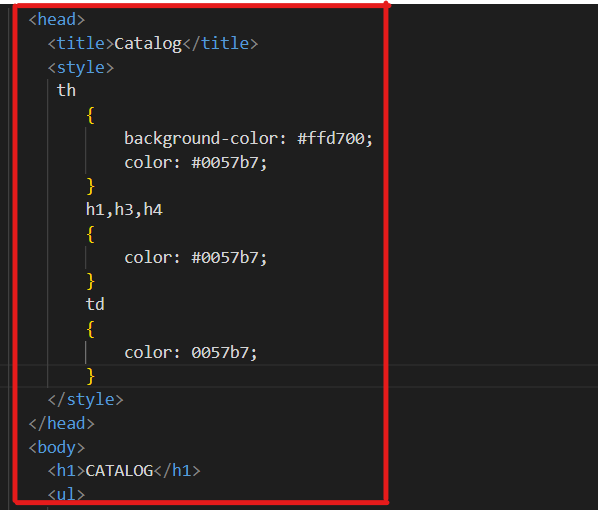 <head>
<title>Catalog</title>
<style>
th
{
background-color: #ffd700;
color: #0057b7;
}
h1,h3,h4
{
color: #0057b7;
}
td
{
color: 0057b7;
}
</style>
</head>
<body>
<h1>CATALOG</h1>
<ul>